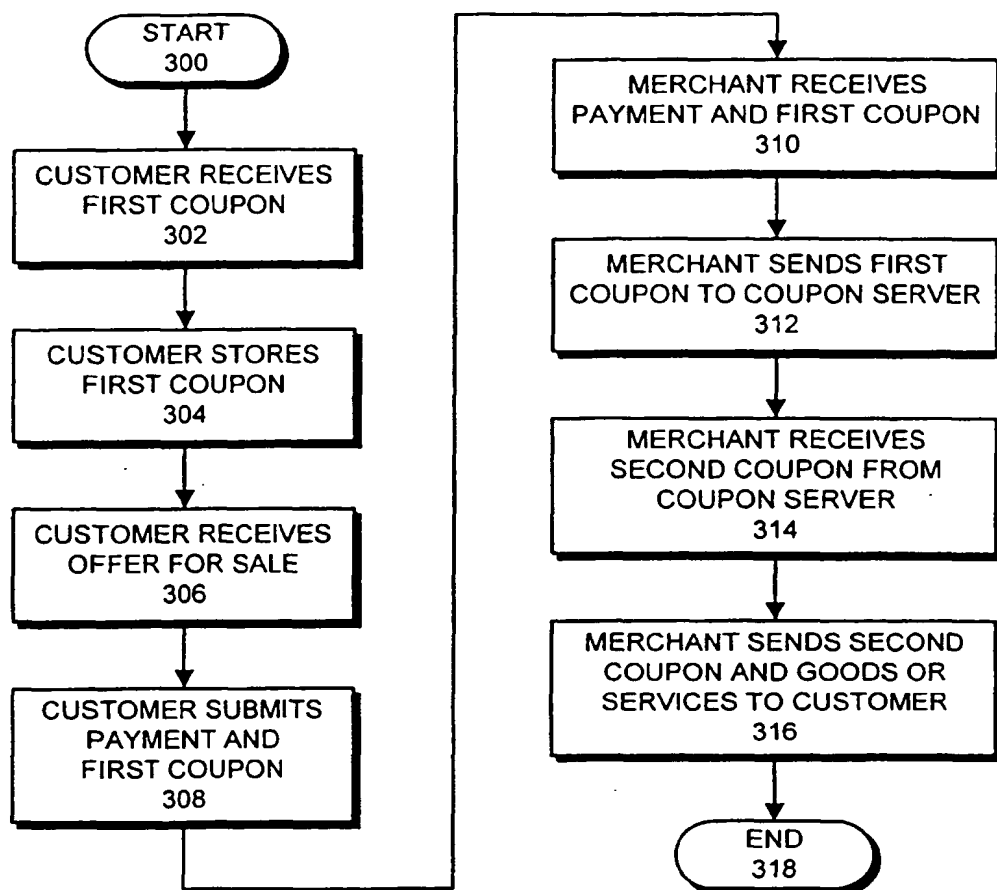 START
300
CUSTOMER RECEIVES
FIRST COUPON
302
CUSTOMER STORES
FIRST COUPON
304
CUSTOMER RECEIVES
OFFER FOR SALE
306
CUSTOMER SUBMITS
PAYMENT AND
FIRST COUPON
308
MERCHANT RECEIVES
PAYMENT AND FIRST COUPON
310
MERCHANT SENDS FIRST
COUPON TO COUPON SERVER
312
MERCHANT RECEIVES
SECOND COUPON FROM
COUPON SERVER
314
MERCHANT SENDS SECOND
COUPON AND GOODS OR
SERVICES TO CUSTOMER
316
END
318